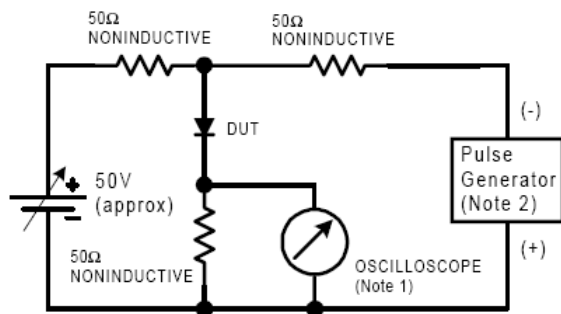 50Ω
NONINDUCTIVE
50Ω
NONINDUCTIVE
DUT
(-)
Pulse
Generator
(Note 2)
(+)
+
50V
(approx)
-
50Ω
NONINDUCTIVE
OSCILLOSCOPE
(Note 1)